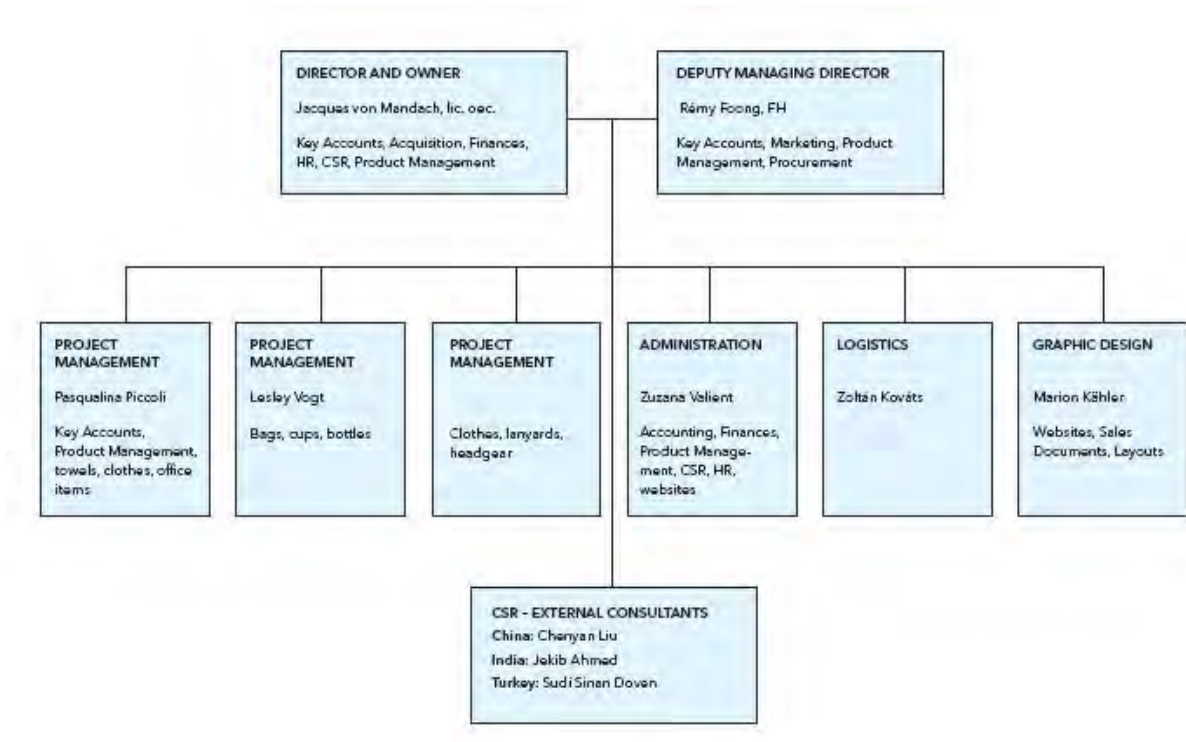 DIRECTOR AND OWNER
Jacques von Mandach, lic. oec.
Key Accounts, Acquisition, Finances,
HR, CSR, Product Management
DEPUTY MANAGING DIRECTOR
Rémy Foong, FH
Key Accounts, Marketing, Product
Management, Procurement
PROJECT
MANAGEMENT
Pasqualina Piccoli
Key Accounts,
Product Management,
towels, clothes, office
items
PROJECT
MANAGEMENT
Lesley Vogt
Bags, cups, bottles
PROJECT
MANAGEMENT
Clothes, lanyards,
headgear
ADMINISTRATION
Zuzana Valient
Accounting, Finances,
Product Manage-
ment, CSR, HR,
websites
LOGISTICS
Zoltán Kováts
GRAPHIC DESIGN
Marion Kähler
Websites, Sales
Documents, Layouts
CSR - EXTERNAL CONSULTANTS
China: Chenyan Liu
India: Jekib Ahmed
Turkey: Sudi Sinan Doven